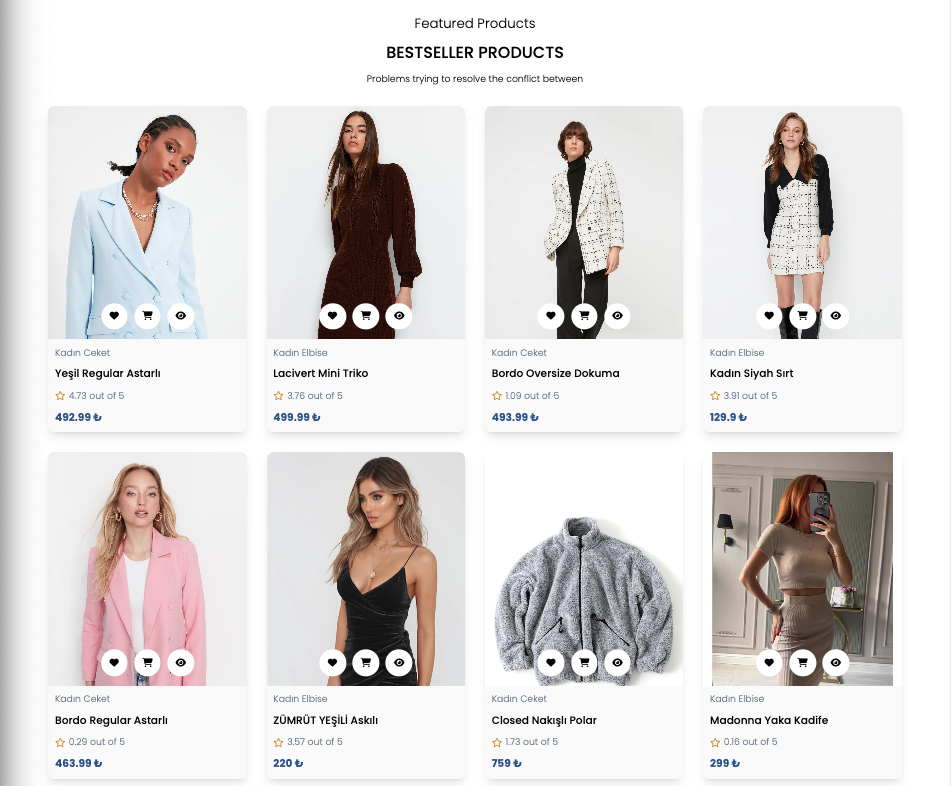 Featured Products
BESTSELLER PRODUCTS
Problems trying to resolve the conflict between
Kadın Ceket
Yeşil Regular Astarlı
4.73 out of 5
492.99 ₺
Kadın Elbise
Lacivert Mini Triko
3.76 out of 5
499.99 ₺
Kadın Ceket
Bordo Oversize Dokuma
1.09 out of 5
493.99 ₺
Kadın Elbise
Kadın Siyah Sırt
3.91 out of 5
129.9 ₺
Kadın Ceket
Bordo Regular Astarlı
0.29 out of 5
463.99 ₺
Kadın Elbise
ZÜMRÜT YEŞİLİ Askılı
3.57 out of 5
220 ₺
Kadın Ceket
Closed Nakışlı Polar
1.73 out of 5
759 ₺
Kadın Elbise
Madonna Yaka Kadife
0.16 out of 5
299 ₺